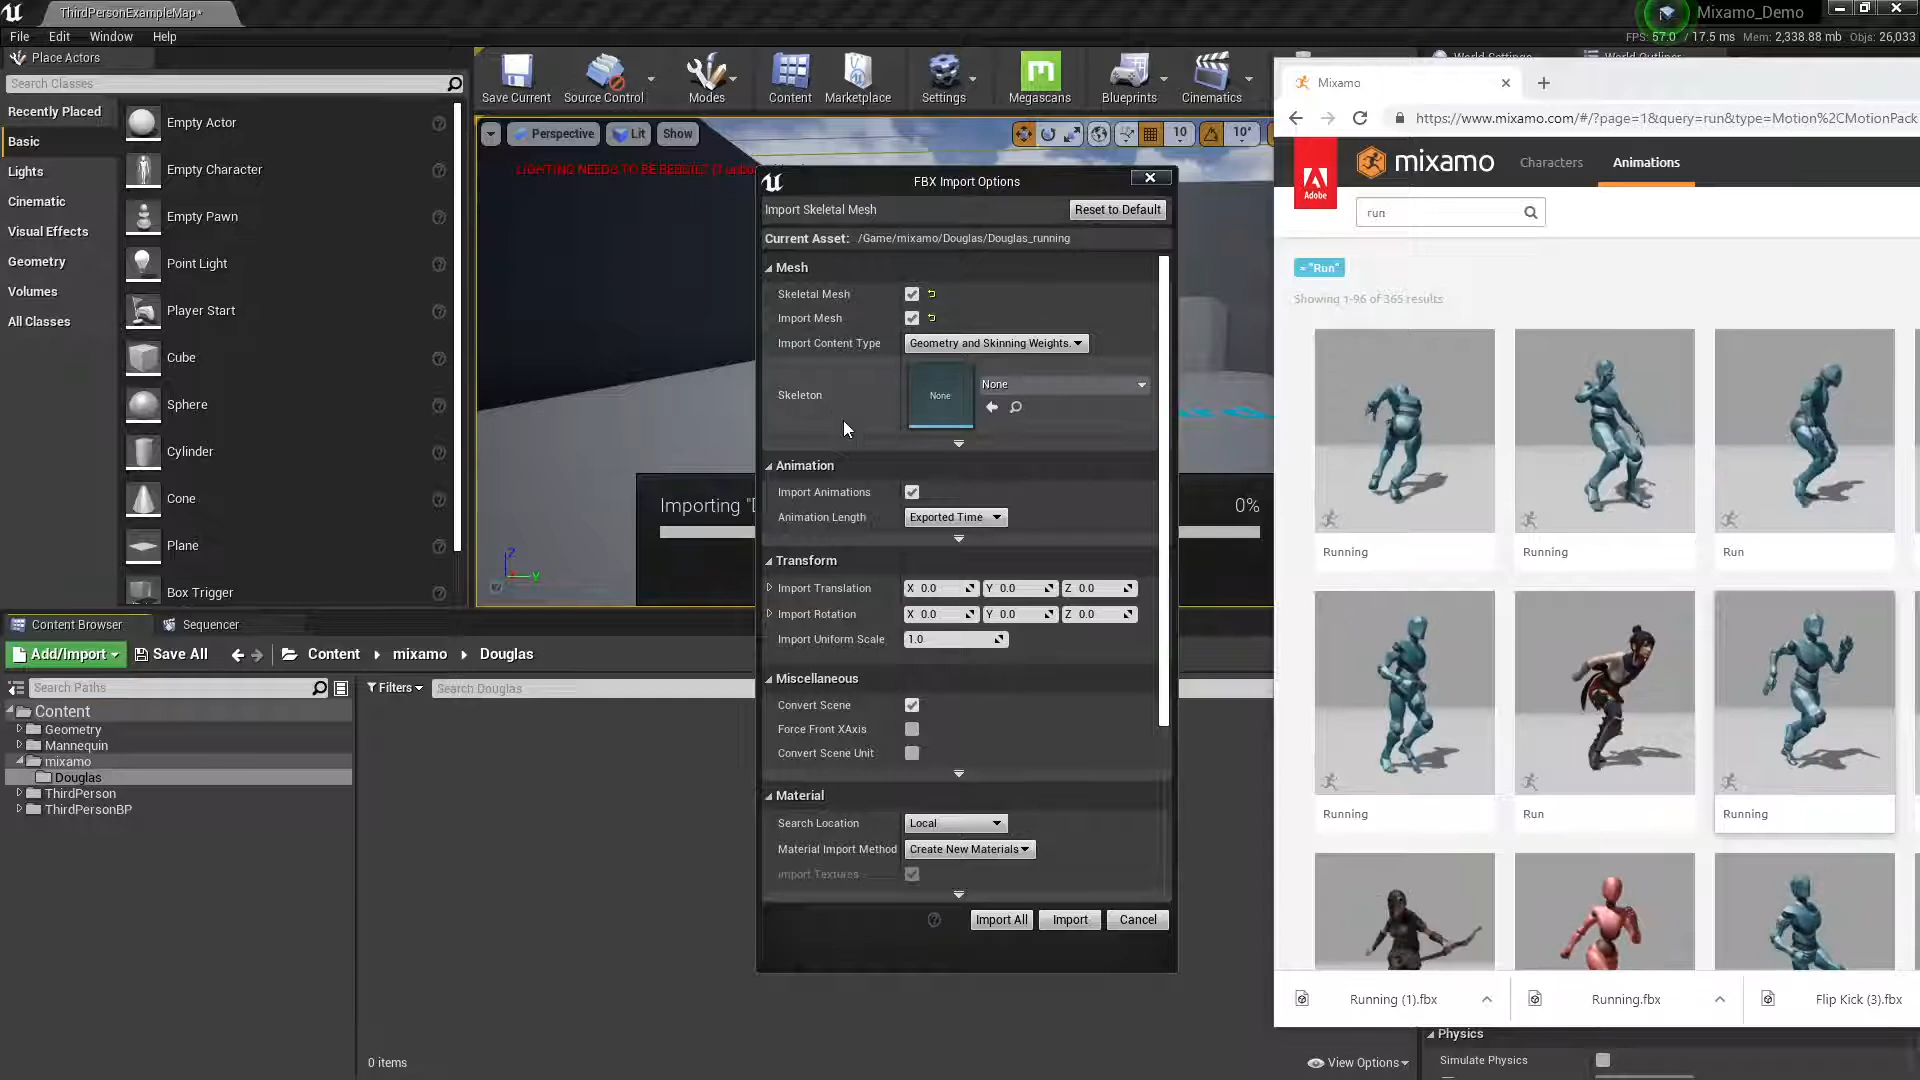 ThirdPersonExampleMap*
Mixamo_Demo
File Edit Window Help
FPS: 57.0 / 17.5 ms Mem: 2,338.88 mb Objs: 26,033
Place Actors
World Settings World Outliner
Search Classes
Save Current Source Control Modes Content Marketplace Settings Megascans Blueprints Cinematics
Recently Placed
Basic
Lights
Cinematic
Visual Effects
Geometry
Volumes
All Classes
Empty Actor
Empty Character
Empty Pawn
Point Light
Player Start
Cube
Sphere
Cylinder
Cone
Plane
Box Trigger
Perspective Lit Show
10 10°
LIGHTING NEEDS TO BE REBUILT (1
Importing "D
0%
Z
Y
FBX Import Options
Import Skeletal Mesh Reset to Default
Current Asset: /Game/mixamo/Douglas/Douglas_running
Mesh
Skeletal Mesh
Import Mesh
Import Content Type Geometry and Skinning Weights.
Skeleton None None
Animation
Import Animations
Animation Length Exported Time
Transform
Import Translation X 0.0 Y 0.0 Z 0.0
Import Rotation X 0.0 Y 0.0 Z 0.0
Import Uniform Scale 1.0
Miscellaneous
Convert Scene
Force Front XAxis
Convert Scene Unit
Material
Search Location Local
Material Import Method Create New Materials
Import Textures
Import All Import Cancel
Mixamo
https://www.mixamo.com/#/?page=1&query=run&type=Motion%2CMotionPack
Adobe
mixamo Characters Animations
run
"Run"
Showing 1-96 of 365 results
Running Running Run
Running Run Running
Running (1).fbx Running.fbx Flip Kick (3).fbx
Content Browser Sequencer
Add/Import Save All Content mixamo Douglas
Search Paths Filters Search Douglas
Content
Geometry
Mannequin
mixamo
Douglas
ThirdPerson
ThirdPersonBP
0 items View Options
Physics
Simulate Physics